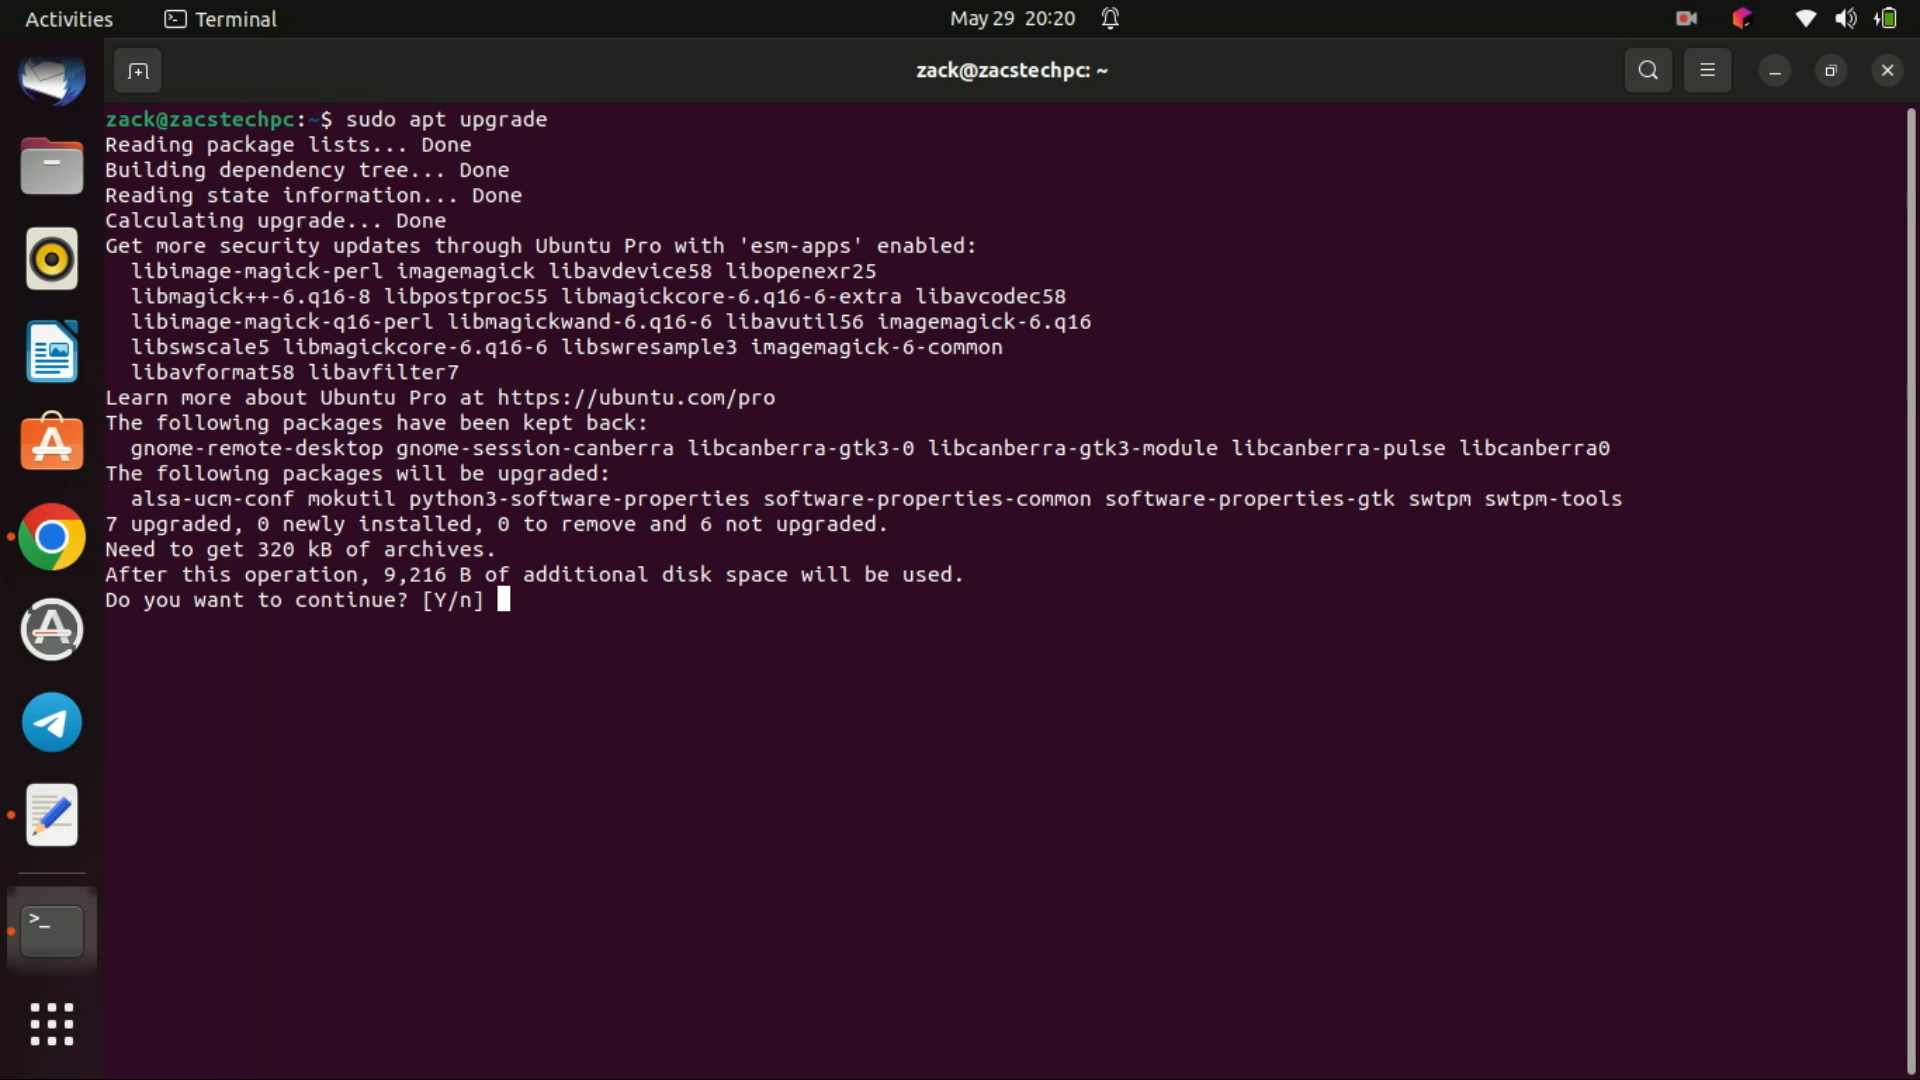 Activities
Terminal
May 29 20:20
zack@zacstechpc: ~
zack@zacstechpc:~$ sudo apt upgrade
Reading package lists... Done
Building dependency tree... Done
Reading state information... Done
Calculating upgrade... Done
Get more security updates through Ubuntu Pro with 'esm-apps' enabled:
libimage-magick-perl imagemagick libavdevice58 libopenexr25
libmagick++-6.q16-8 libpostproc55 libmagickcore-6.q16-6-extra libavcodec58
libimage-magick-q16-perl libmagickwand-6.q16-6 libavutil56 imagemagick-6.q16
libswscale5 libmagickcore-6.q16-6 libswresample3 imagemagick-6-common
libavformat58 libavfilter7
Learn more about Ubuntu Pro at https://ubuntu.com/pro
The following packages have been kept back:
gnome-remote-desktop gnome-session-canberra libcanberra-gtk3-0 libcanberra-gtk3-module libcanberra-pulse libcanberra0
The following packages will be upgraded:
alsa-ucm-conf mokutil python3-software-properties software-properties-common software-properties-gtk swtpm swtpm-tools
7 upgraded, 0 newly installed, 0 to remove and 6 not upgraded.
Need to get 320 kB of archives.
After this operation, 9,216 B of additional disk space will be used.
Do you want to continue? [Y/n]